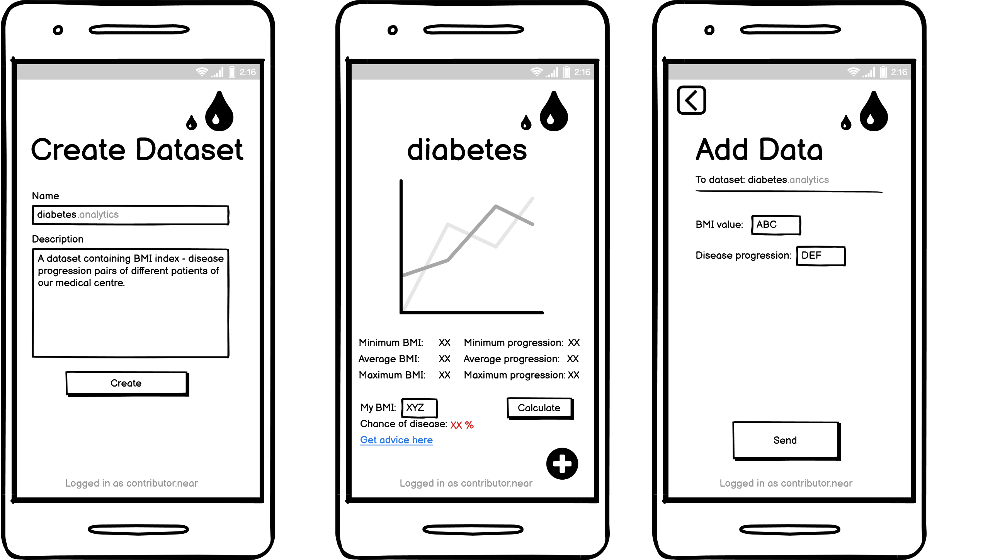 2:16
Create Dataset
Name
diabetes.analytics
Description
A dataset containing BMI index - disease
progression pairs of different patients of
our medical centre.
Create
Logged in as contributor.near
2:16
diabetes
Minimum BMI: XX Minimum progression: XX
Average BMI: XX Average progression: XX
Maximum BMI: XX Maximum progression: XX
My BMI: XYZ Calculate
Chance of disease: XX %
Get advice here
Logged in as contributor.near
2:16
Add Data
To dataset: diabetes.analytics
BMI value: ABC
Disease progression: DEF
Send
Logged in as contributor.near